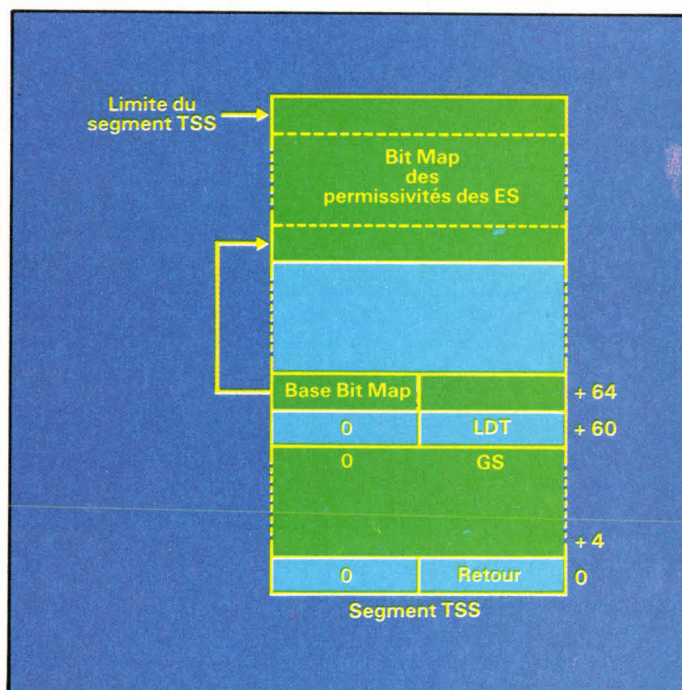 Limite du
segment TSS
Bit Map
des
permissivités des ES
Base Bit Map
+ 64
0 LDT + 60
0 GS
+ 4
0 Retour 0
Segment TSS